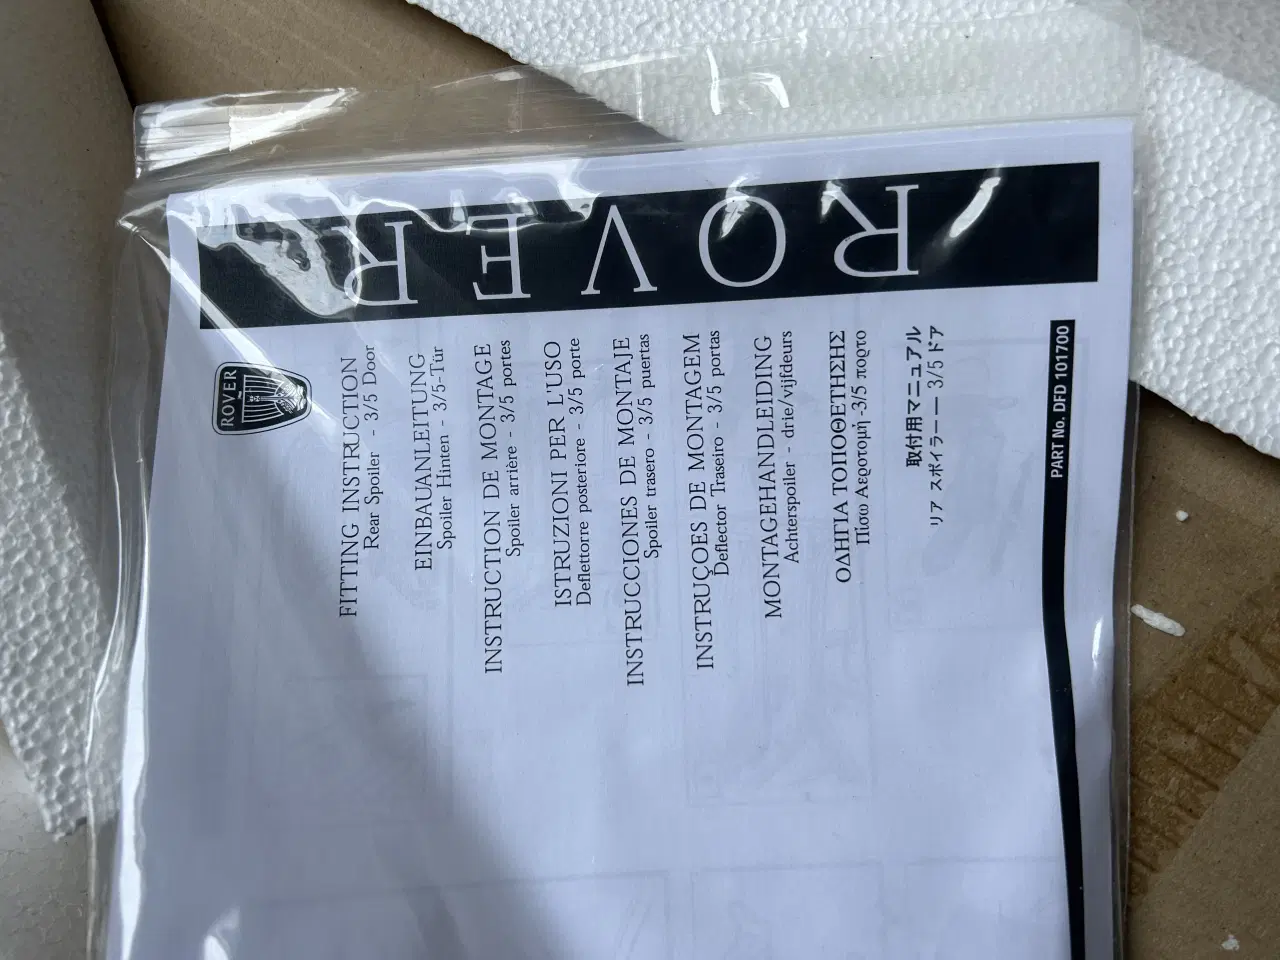 ROVER
ROVER
FITTING INSTRUCTION
Rear Spoiler - 3/5 Door
EINBAUANLEITUNG
Spoiler Hinten - 3/5-Tür
INSTRUCTION DE MONTAGE
Spoiler arrière - 3/5 portes
ISTRUZIONI PER L'USO
Deflettorre posteriore - 3/5 porte
INSTRUCCIONES DE MONTAJE
Spoiler trasero - 3/5 puertas
INSTRUÇOES DE MONTAGEM
Deflector Traseiro - 3/5 portas
MONTAGEHANDLEIDING
Achterspoiler - drie/vijfdeurs
ΟΔΗΓΙΑ ΤΟΠΟΘΕΤΗΣΗΣ
Πίσω Αεροτομή -3/5 πορτο
取付用マニュアル
リア スポイラー — 3/5 ドア
PART No. DFD 101700